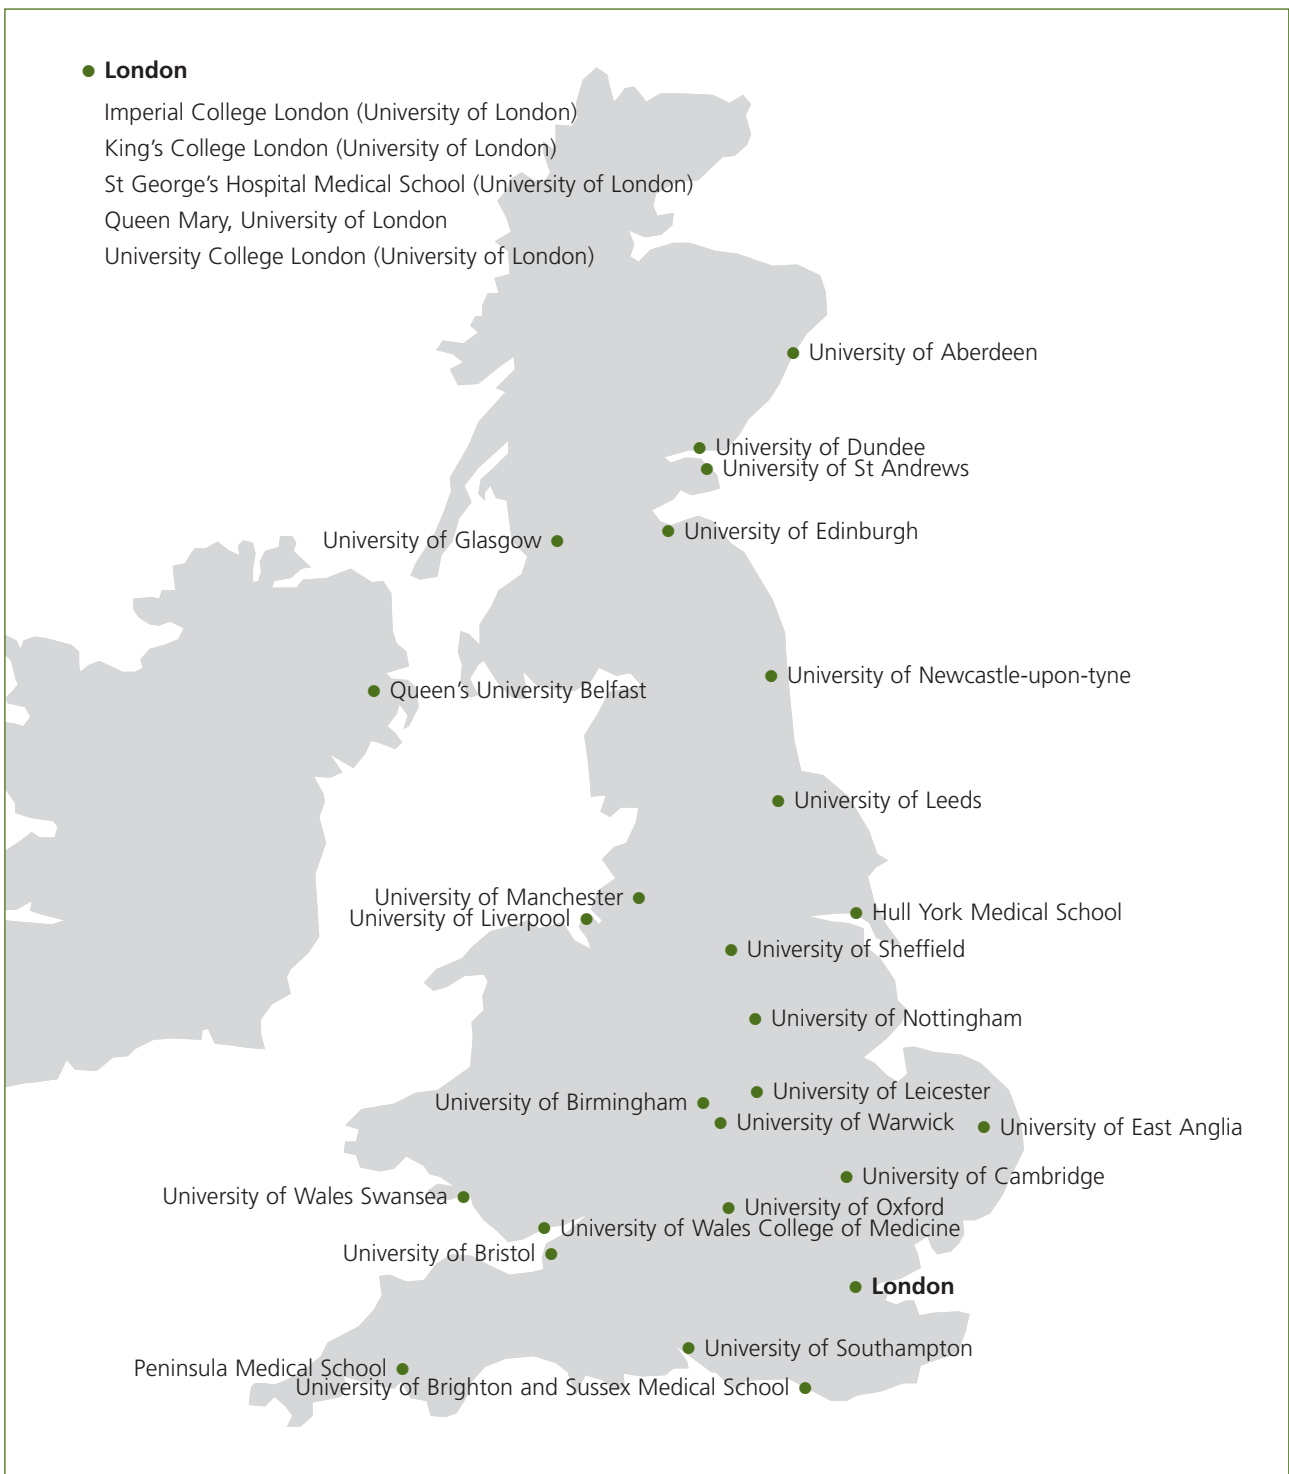 London
Imperial College London (University of London)
King’s College London (University of London)
St George’s Hospital Medical School (University of London)
Queen Mary, University of London
University College London (University of London)
University of Aberdeen
University of Dundee
University of St Andrews
University of Edinburgh
University of Glasgow
University of Newcastle-upon-tyne
Queen’s University Belfast
University of Leeds
University of Manchester
Hull York Medical School
University of Liverpool
University of Sheffield
University of Nottingham
University of Leicester
University of Birmingham
University of Warwick
University of East Anglia
University of Cambridge
University of Wales Swansea
University of Oxford
University of Wales College of Medicine
University of Bristol
London
University of Southampton
Peninsula Medical School
University of Brighton and Sussex Medical School